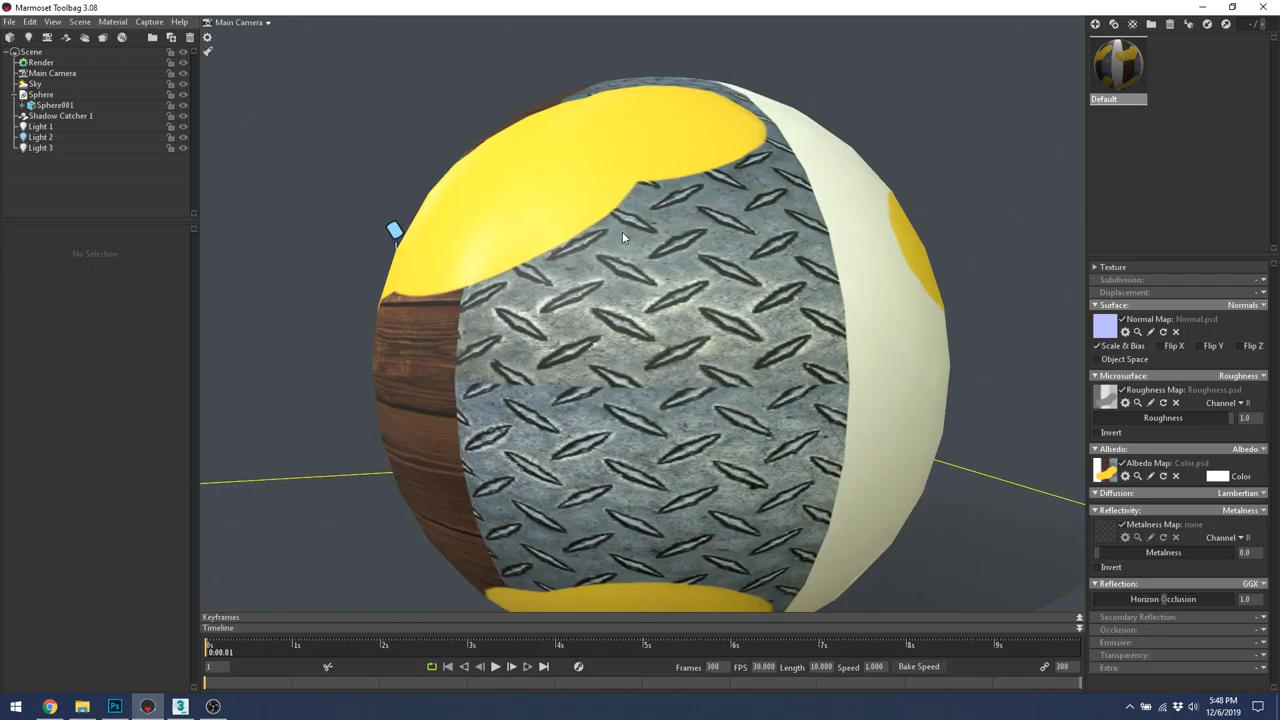 Marmoset Toolbag 3.08
File Edit View Scene Material Capture Help
Main Camera
Scene
Render
Main Camera
Sky
Sphere
Sphere001
Shadow Catcher 1
Light 1
Light 2
Light 3
No Selection
Default
Texture
Subdivision:
Displacement:
Surface: Normals
Normal Map: Normal.psd
Scale & Bias Flip X Flip Y Flip Z
Object Space
Microsurface: Roughness
Roughness Map: Roughness.psd
Channel R
Roughness 1.0
Invert
Albedo: Albedo
Albedo Map: Color.psd
Color
Diffusion: Lambertian
Reflectivity: Metalness
Metalness Map: none
Channel R
Metalness 0.0
Invert
Reflection: GGX
Horizon Occlusion 1.0
Secondary Reflection:
Occlusion:
Emissive:
Transparency:
Extra:
Keyframes
Timeline
0s 1s 2s 3s 4s 5s 6s 7s 8s 9s
0:00.01
1 Frames 300 FPS 30.000 Length 10.000 Speed 1.000 Bake Speed 300
5:48 PM
12/6/2019